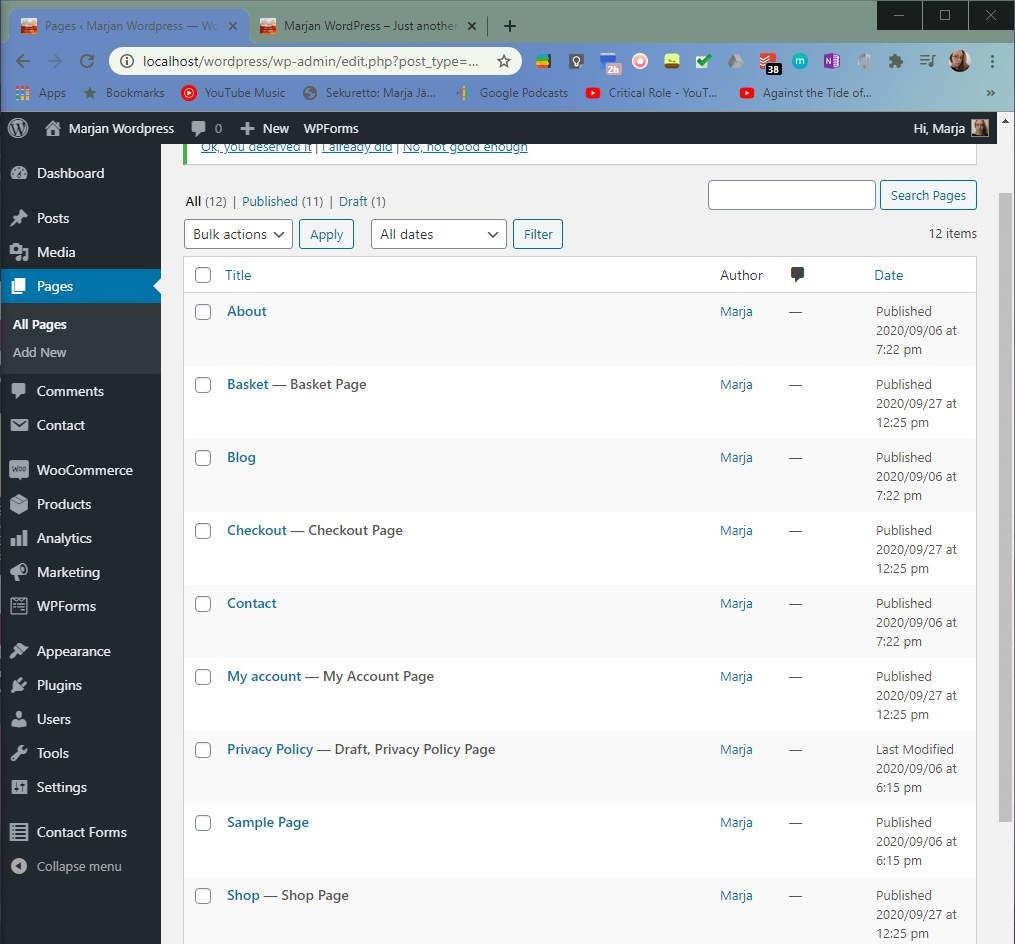 Pages ‹ Marjan Wordpress — Wo
Marjan WordPress – Just another
localhost/wordpress/wp-admin/edit.php?post_type=...
2h
38
m
N
Apps
Bookmarks
YouTube Music
Sekuretto: Marja Jä...
Google Podcasts
Critical Role - YouT...
Against the Tide of...
»
Marjan Wordpress
0
New
WPForms
Hi, Marja
Ok, you deserved it | I already did | No, not good enough
Dashboard
Posts
Media
Pages
All Pages
Add New
Comments
Contact
WOO WooCommerce
Products
Analytics
Marketing
WPForms
Appearance
Plugins
Users
Tools
Settings
Contact Forms
Collapse menu
All (12) | Published (11) | Draft (1)
Search Pages
Bulk actions
Apply
All dates
Filter
12 items
Title
Author
Date
About
Marja
—
Published
2020/09/06 at
7:22 pm
Basket — Basket Page
Marja
—
Published
2020/09/27 at
12:25 pm
Blog
Marja
—
Published
2020/09/06 at
7:22 pm
Checkout — Checkout Page
Marja
—
Published
2020/09/27 at
12:25 pm
Contact
Marja
—
Published
2020/09/06 at
7:22 pm
My account — My Account Page
Marja
—
Published
2020/09/27 at
12:25 pm
Privacy Policy — Draft, Privacy Policy Page
Marja
—
Last Modified
2020/09/06 at
6:15 pm
Sample Page
Marja
—
Published
2020/09/06 at
6:15 pm
Shop — Shop Page
Marja
—
Published
2020/09/27 at
12:25 pm